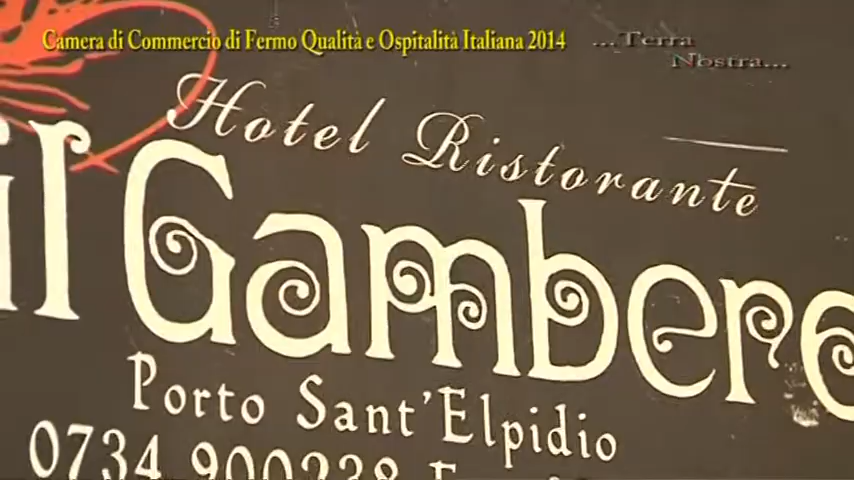 Camera di Commercio di Fermo Qualità e Ospitalità Italiana 2014
...Terra
Nostra...
Hotel Ristorante
il Gambero
Porto Sant'Elpidio
0734 900238